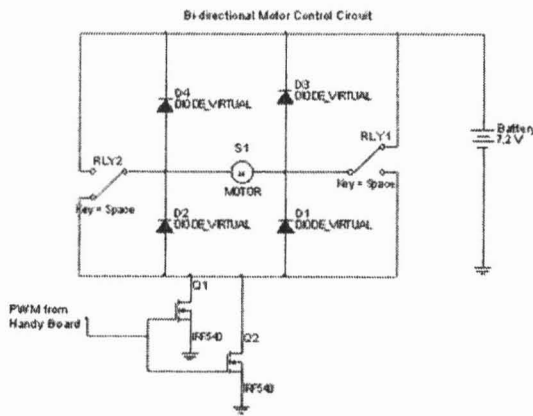 Bi-directional Motor Control Circuit
D4
DIODE_VIRTUAL
D3
DIODE_VIRTUAL
RLY1
Battery
7.2 V
S1
RLY2
MOTOR
Key = Space
Key = Space
D2
DIODE_VIRTUAL
D1
DIODE_VIRTUAL
Q1
PWM from
Handy Board
IRF540
Q2
IRF540